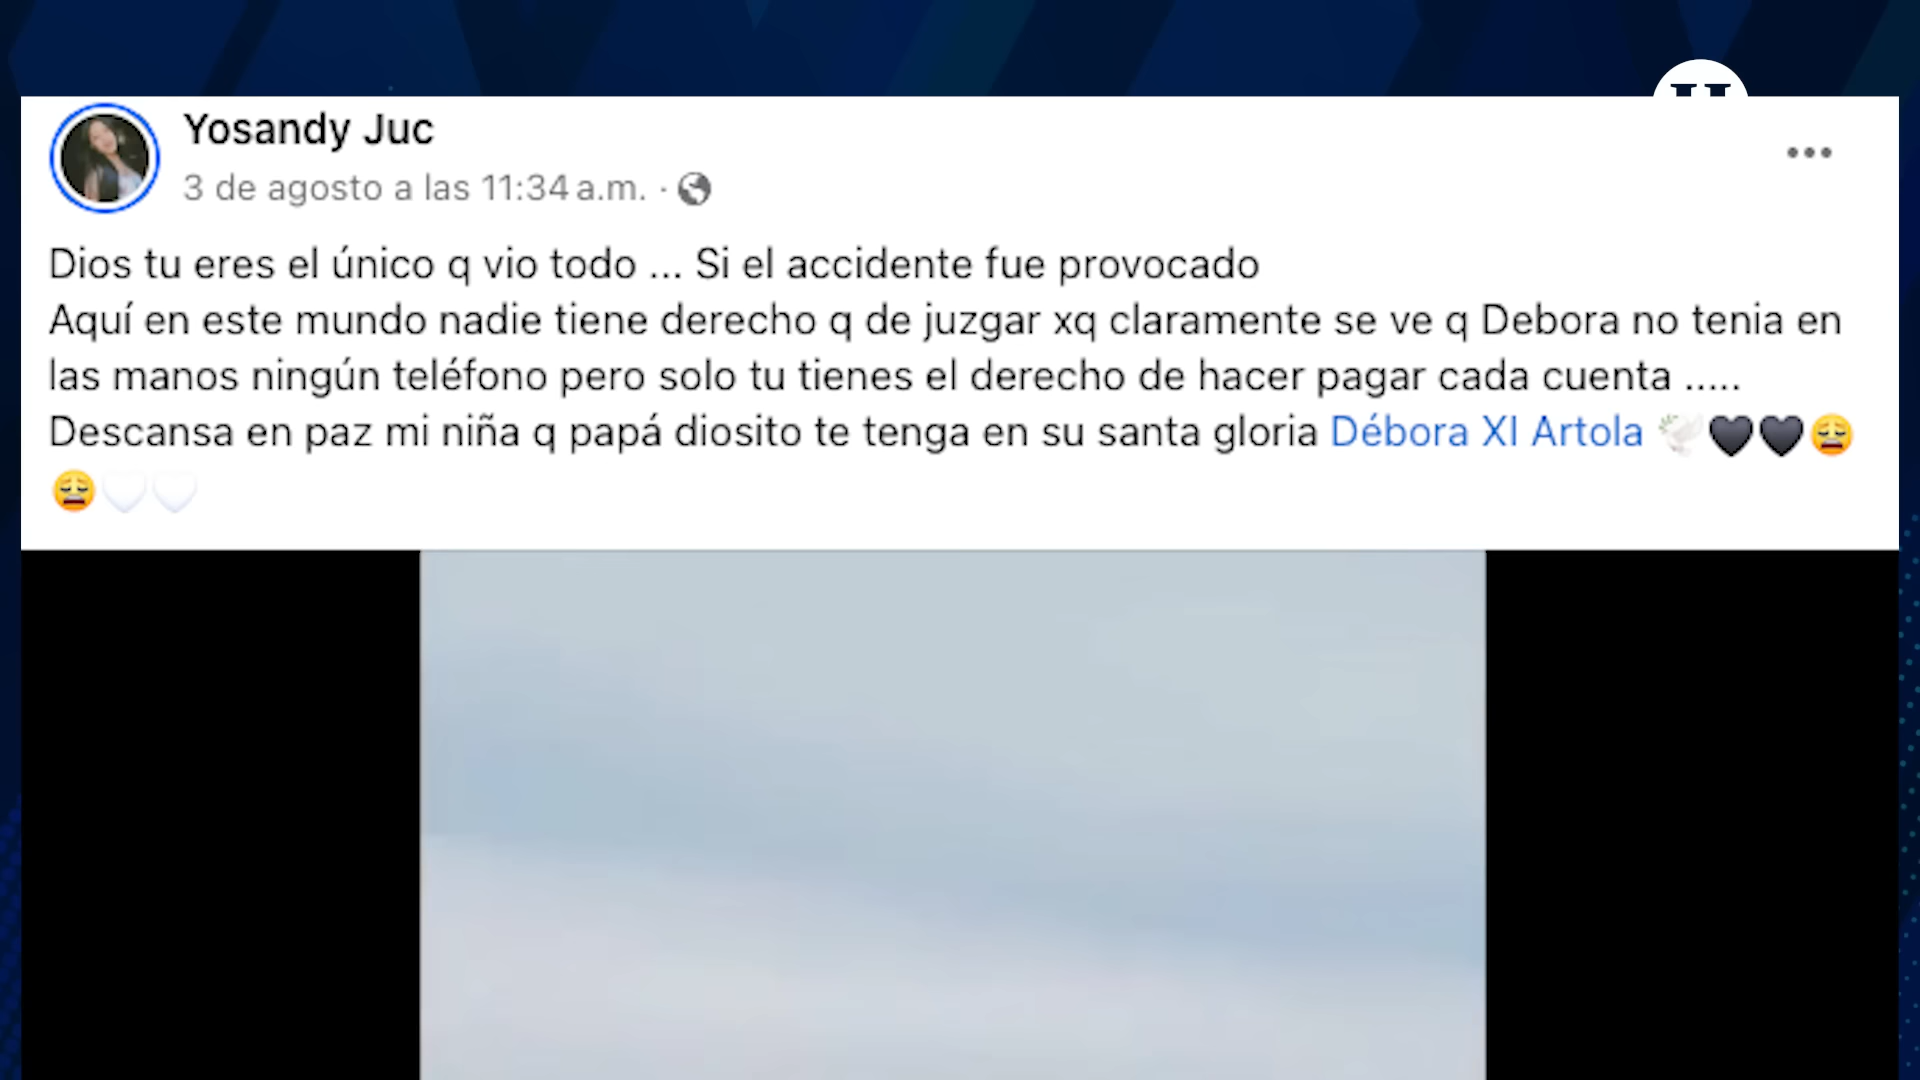 Yosandy Juc
3 de agosto a las 11:34 a.m. ·
Dios tu eres el único q vio todo ... Si el accidente fue provocado
Aquí en este mundo nadie tiene derecho q de juzgar xq claramente se ve q Debora no tenia en
las manos ningún teléfono pero solo tu tienes el derecho de hacer pagar cada cuenta .....
Descansa en paz mi niña q papá diosito te tenga en su santa gloria Débora XI Artola 🕊️🖤🖤😩
😩🤍🤍